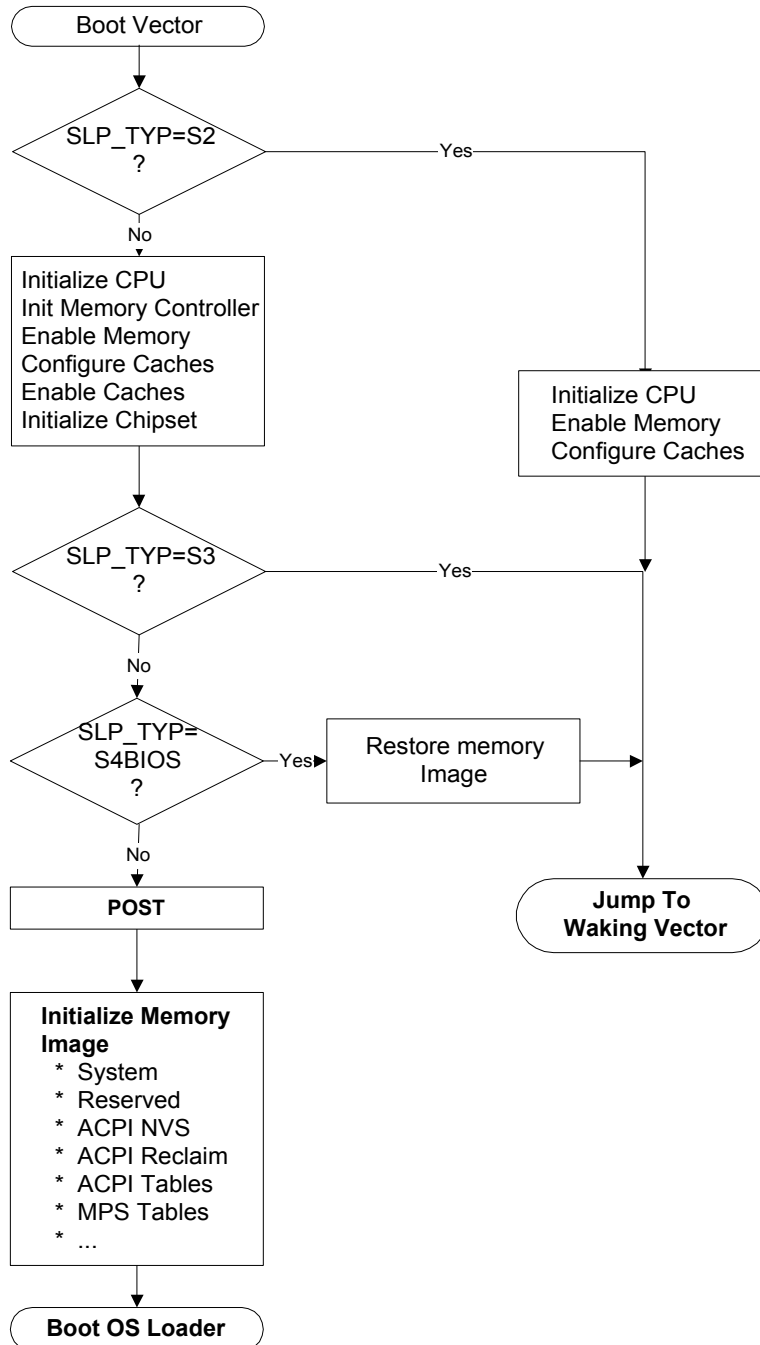 Boot Vector
SLP_TYP=S2
?
Yes
No
Initialize CPU
Init Memory Controller
Enable Memory
Configure Caches
Enable Caches
Initialize Chipset
Initialize CPU
Enable Memory
Configure Caches
SLP_TYP=S3
?
Yes
No
SLP_TYP=
S4BIOS
?
Yes
Restore memory
Image
No
POST
Jump To
Waking Vector
Initialize Memory
Image
* System
* Reserved
* ACPI NVS
* ACPI Reclaim
* ACPI Tables
* MPS Tables
* ...
Boot OS Loader